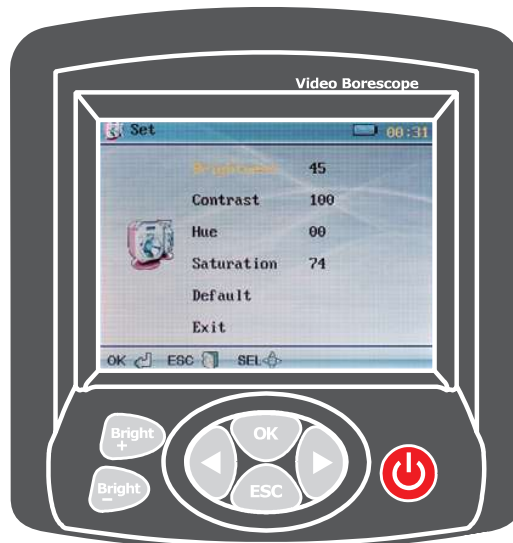 Video Borescope
Set 00:31
Brightness 45
Contrast 100
Hue 00
Saturation 74
Default
Exit
OK ESC SEL
Bright
+
OK
Bright
−
ESC